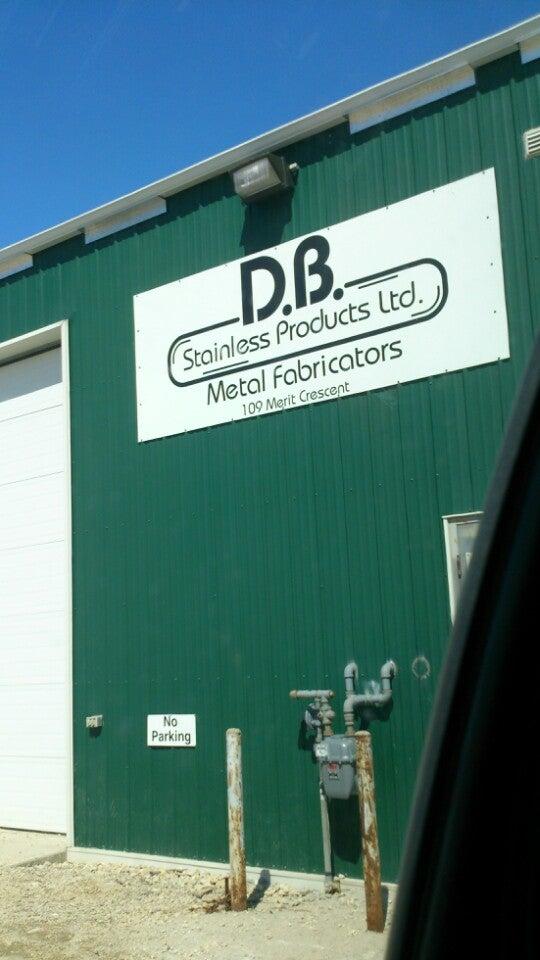 D.B.
Stainless Products Ltd.
Metal Fabricators
109 Merit Crescent
No
Parking